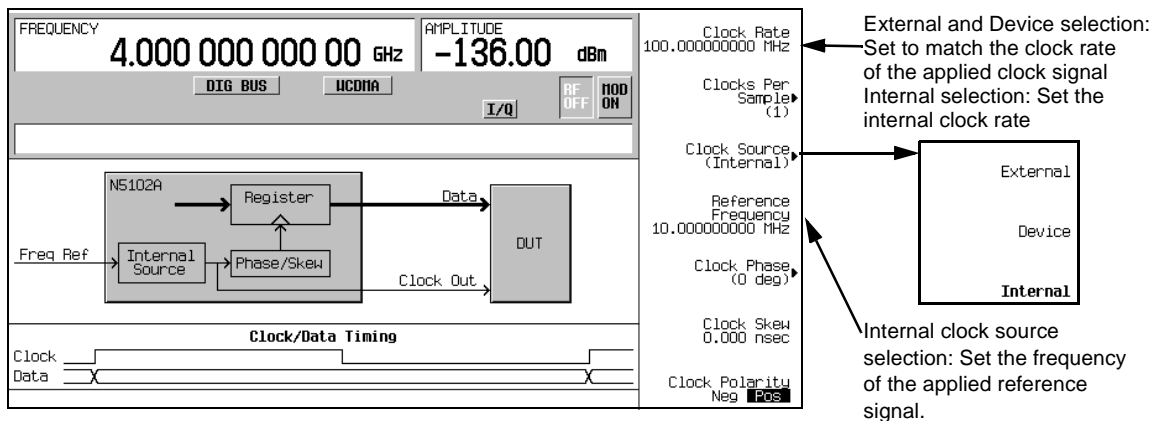 FREQUENCY
4.000 000 000 00 GHz
AMPLITUDE
-136.00 dBm
DIG BUS
WCDMA
I/Q
RF OFF
MOD ON
N5102A
Register
Data
DUT
Freq Ref
Internal Source
Phase/Skew
Clock Out
Clock/Data Timing
Clock
Data
Clock Rate
100.000000000 MHz
Clocks Per
Sample
(1)
Clock Source
(Internal)
Reference
Frequency
10.000000000 MHz
Clock Phase
(0 deg)
Clock Skew
0.000 nsec
Clock Polarity
Neg Pos
External and Device selection:
Set to match the clock rate
of the applied clock signal
Internal selection: Set the
internal clock rate
External
Device
Internal
Internal clock source
selection: Set the frequency
of the applied reference
signal.